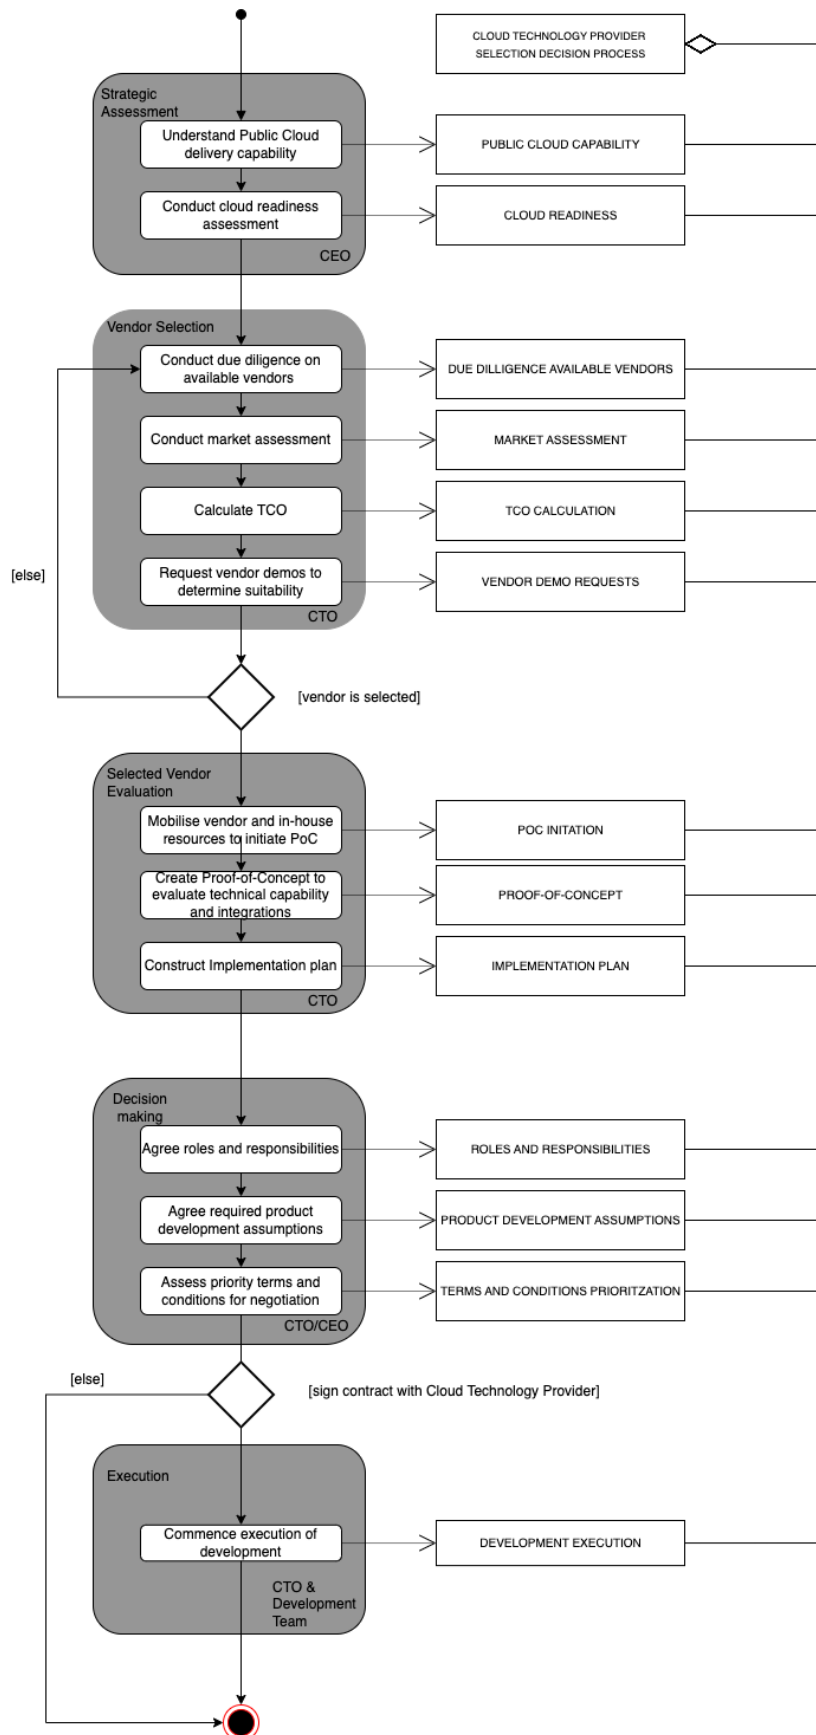 CLOUD TECHNOLOGY PROVIDER
SELECTION DECISION PROCESS
Strategic
Assessment
Understand Public Cloud
delivery capability
PUBLIC CLOUD CAPABILITY
Conduct cloud readiness
assessment
CLOUD READINESS
CEO
Vendor Selection
Conduct due diligence on
available vendors
DUE DILLIGENCE AVAILABLE VENDORS
Conduct market assessment
MARKET ASSESSMENT
Calculate TCO
TCO CALCULATION
[else]
Request vendor demos to
determine suitability
VENDOR DEMO REQUESTS
CTO
[vendor is selected]
Selected Vendor
Evaluation
Mobilise vendor and in-house
resources to initiate PoC
POC INITATION
Create Proof-of-Concept to
evaluate technical capability
and integrations
PROOF-OF-CONCEPT
Construct Implementation plan
IMPLEMENTATION PLAN
CTO
Decision
making
Agree roles and responsibilities
ROLES AND RESPONSIBILITIES
Agree required product
development assumptions
PRODUCT DEVELOPMENT ASSUMPTIONS
Assess priority terms and
conditions for negotiation
TERMS AND CONDITIONS PRIORITZATION
CTO/CEO
[else]
[sign contract with Cloud Technology Provider]
Execution
Commence execution of
development
DEVELOPMENT EXECUTION
CTO &
Development
Team